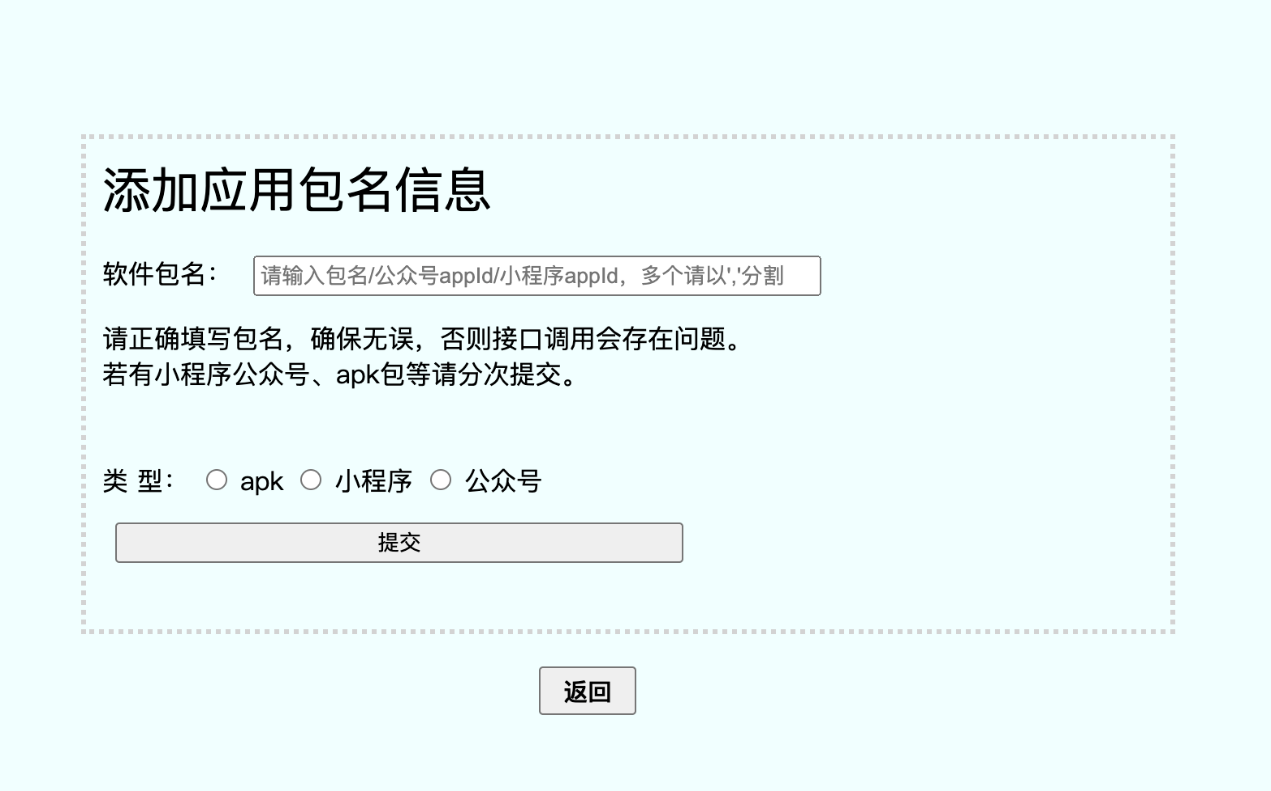 添加应用包名信息
软件包名： 请输入包名/公众号appId/小程序appId，多个请以','分割
请正确填写包名，确保无误，否则接口调用会存在问题。
若有小程序公众号、apk包等请分次提交。
类 型： apk 小程序 公众号
提交
返回